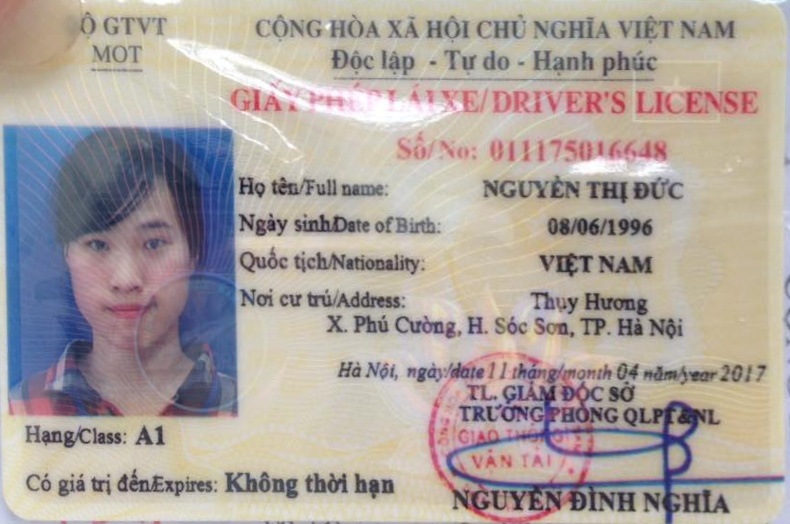 Ộ GTVT
MOT
CỘNG HÒA XÃ HỘI CHỦ NGHĨA VIỆT NAM
Độc lập - Tự do - Hạnh phúc
GIẤY PHÉP LÁI XE/ DRIVER'S LICENSE
Số/No: 011175016648
Họ tên/Full name: NGUYỄN THỊ ĐỨC
Ngày sinh/Date of Birth: 08/06/1996
Quốc tịch/Nationality: VIỆT NAM
Nơi cư trú/Address: Thụy Hương
X. Phú Cường, H. Sóc Sơn, TP. Hà Nội
Hà Nội, ngày/date 11 tháng/month 04 năm/year 2017
TL. GIÁM ĐỐC SỞ
TRƯỞNG PHÒNG QLPT&NL
GIAO THÔNG
VẬN TẢI
Hạng/Class: A1
Có giá trị đến/Expires: Không thời hạn
NGUYỄN ĐÌNH NGHĨA